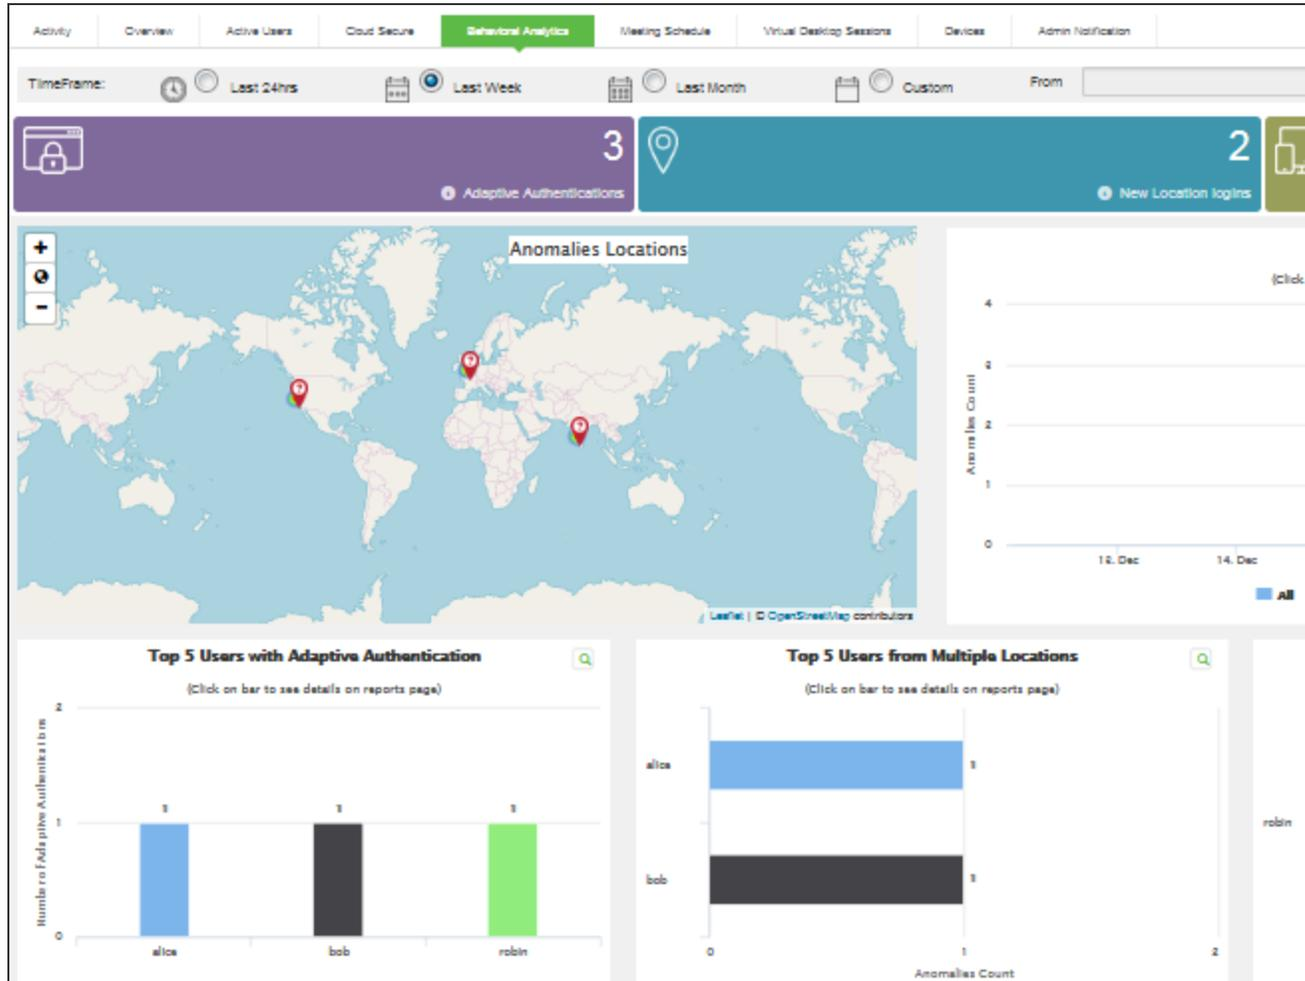 Activity Overview Active Users Cloud Secure Behavioral Analytics Meeting Schedule Virtual Desktop Sessions Devices Admin Notification
TimeFrame: Last 24hrs Last Week Last Month Custom From
3
Adaptive Authentications
2
New Location logins
+
-
Anomalies Locations
Leaflet | © OpenStreetMap contributors
(Click
4
3
2
1
0
Anomalies Count
12. Dec 14. Dec
All
Top 5 Users with Adaptive Authentication
(Click on bar to see details on reports page)
Number of Adaptive Authentications
2
1
0
1 1 1
alice bob robin
Top 5 Users from Multiple Locations
(Click on bar to see details on reports page)
alice 1
bob 1
0 1 2
Anomalies Count
robin